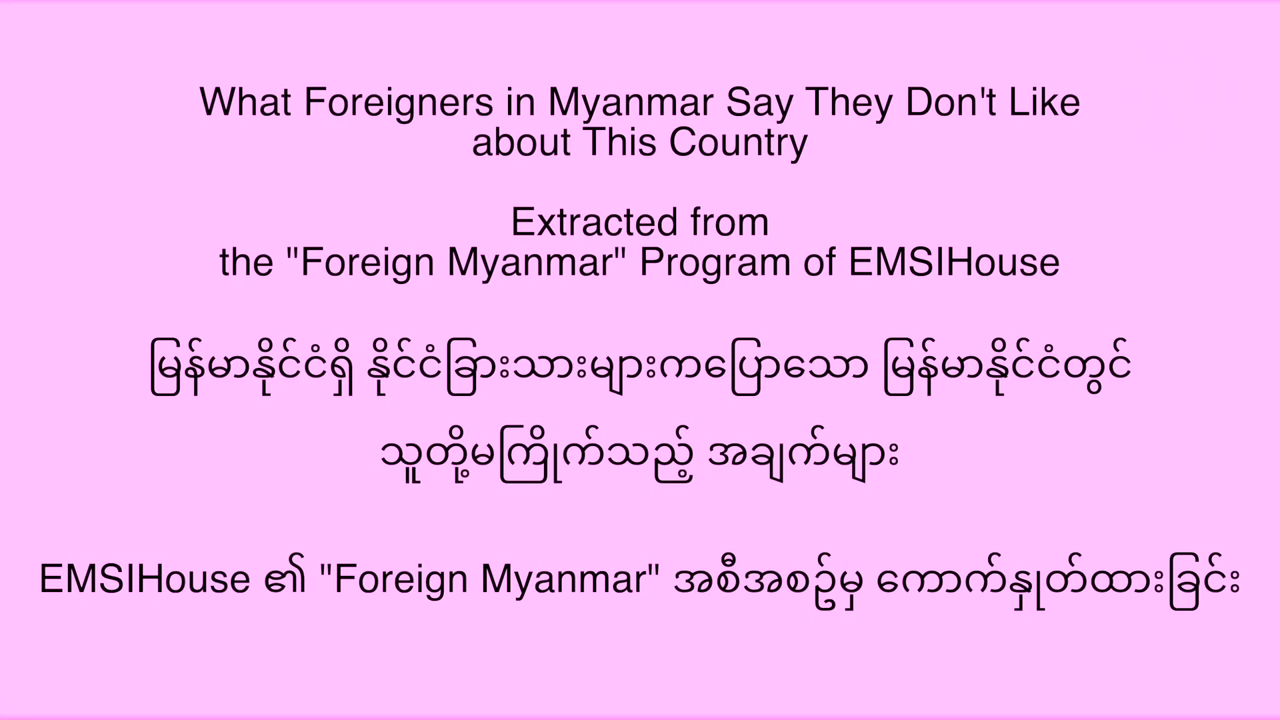 What Foreigners in Myanmar Say They Don't Like
about This Country
Extracted from
the "Foreign Myanmar" Program of EMSIHouse
မြန်မာနိုင်ငံရှိ နိုင်ငံခြားသားများကပြောသော မြန်မာနိုင်ငံတွင်
သူတို့မကြိုက်သည့် အချက်များ
EMSIHouse ၏ "Foreign Myanmar" အစီအစဉ်မှ ကောက်နှုတ်ထားခြင်း